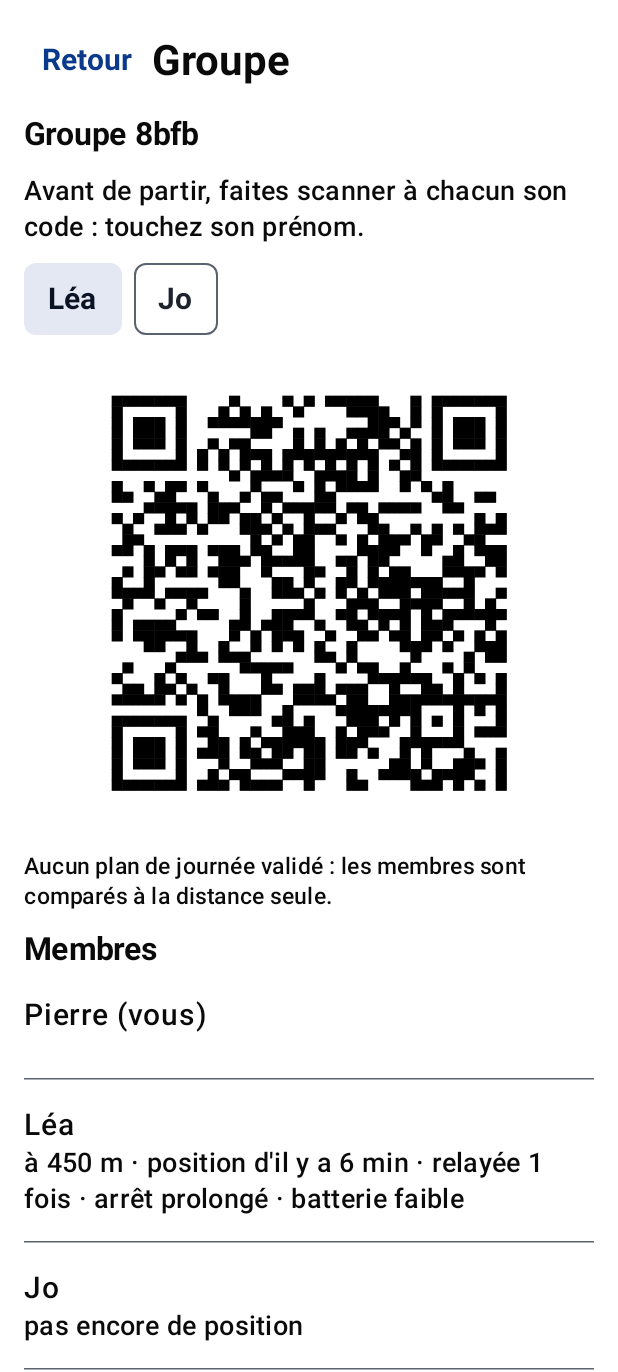 Retour Groupe
Groupe 8bfb
Avant de partir, faites scanner à chacun son
code : touchez son prénom.
Léa Jo
Aucun plan de journée validé : les membres sont
comparés à la distance seule.
Membres
Pierre (vous)
Léa
à 450 m · position d'il y a 6 min · relayée 1
fois · arrêt prolongé · batterie faible
Jo
pas encore de position